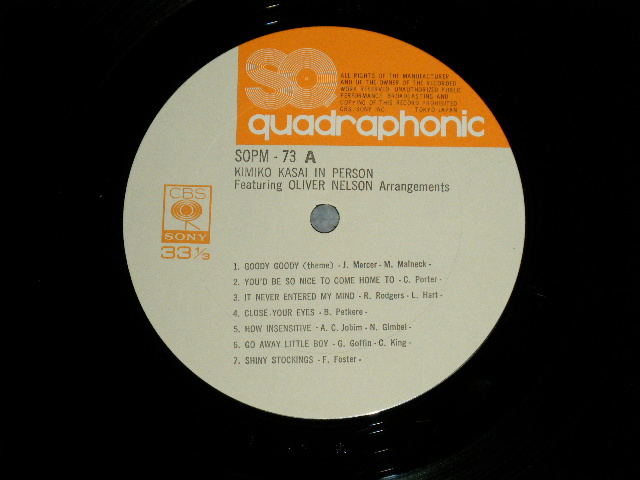 SQ
ALL RIGHTS OF THE MANUFACTURER
AND OF THE OWNER OF THE RECORDED
WORK RESERVED. UNAUTHORIZED PUBLIC
PERFORMANCE BROADCASTING AND
COPYING OF THIS RECORD PROHIBITED
CBS/SONY INC. TOKYO JAPAN
quadraphonic
SOPM - 73 A
KIMIKO KASAI IN PERSON
Featuring OLIVER NELSON Arrangements
CBS
SONY
33 1/3
1. GOODY GOODY (theme) - J. Mercer - M. Malneck -
2. YOU'D BE SO NICE TO COME HOME TO - C. Porter -
3. IT NEVER ENTERED MY MIND - R. Rodgers - L. Hart -
4. CLOSE YOUR EYES - B. Petkere -
5. HOW INSENSITIVE - A. C. Jobim - N. Gimbel -
6. GO AWAY LITTLE BOY - G. Goffin - C. King -
7. SHINY STOCKINGS - F. Foster -